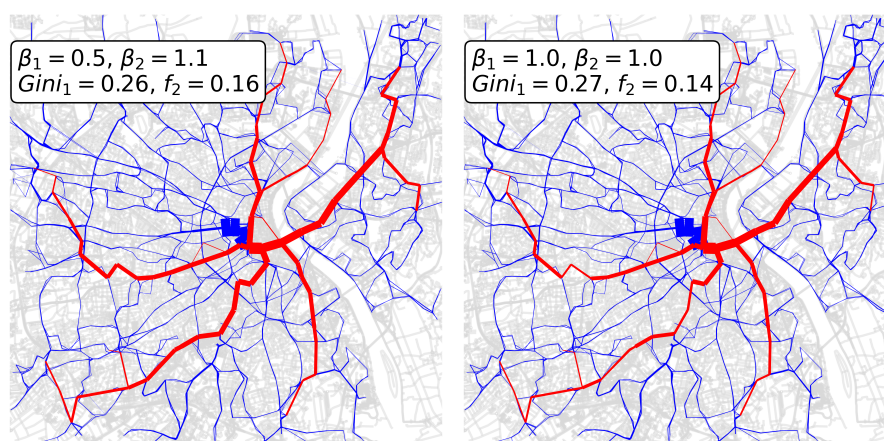 β₁ = 0.5, β₂ = 1.1
Gini₁ = 0.26, f₂ = 0.16
β₁ = 1.0, β₂ = 1.0
Gini₁ = 0.27, f₂ = 0.14